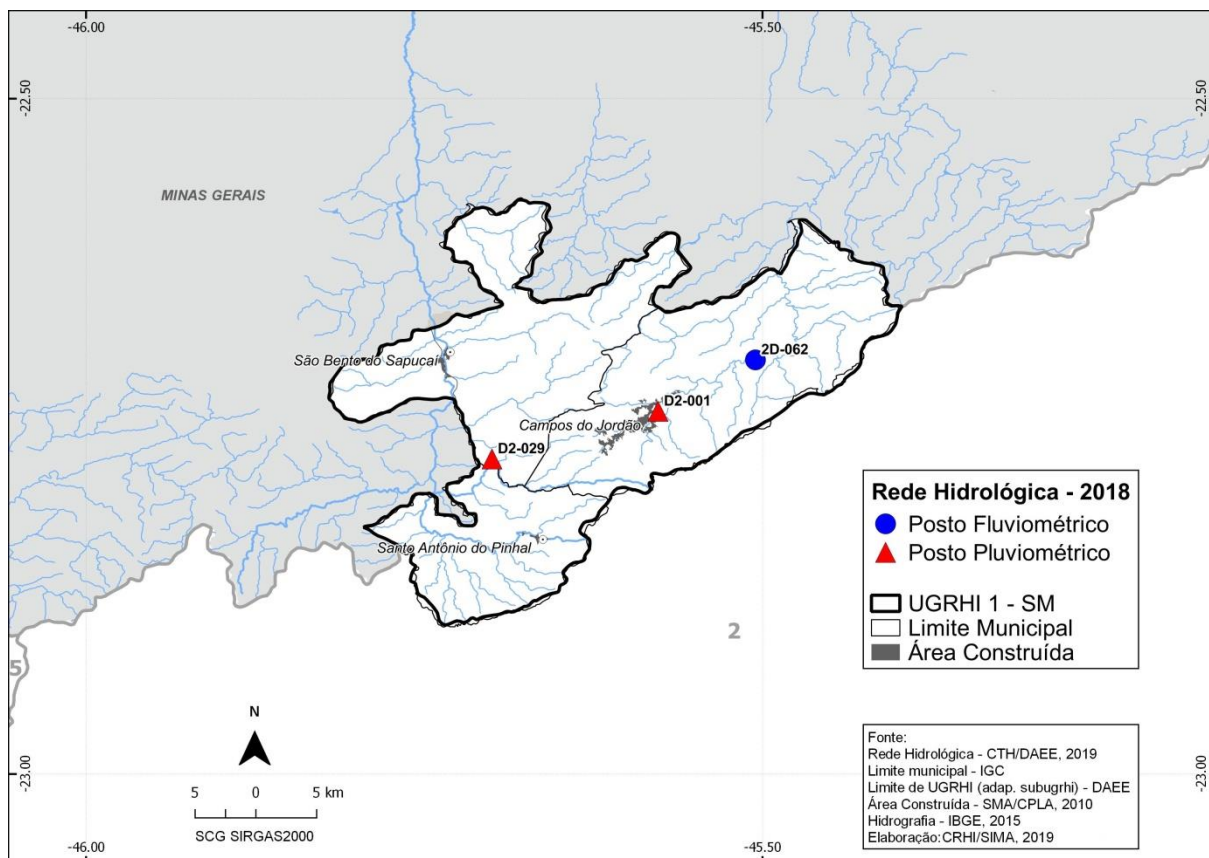 -46.00
-45.50
-22.50
-22.50
MINAS GERAIS
2D-062
São Bento do Sapucaí
D2-001
Campos do Jordão
D2-029
Santo Antônio do Pinhal
2
5
Rede Hidrológica - 2018
Posto Fluviométrico
Posto Pluviométrico
UGRHI 1 - SM
Limite Municipal
Área Construída
N
5 0 5 km
SCG SIRGAS2000
Fonte:
Rede Hidrológica - CTH/DAEE, 2019
Limite municipal - IGC
Limite de UGRHI (adap. subugrhi) - DAEE
Área Construída - SMA/CPLA, 2010
Hidrografia - IBGE, 2015
Elaboração:CRHI/SIMA, 2019
-23.00
-23.00
-46.00
-45.50